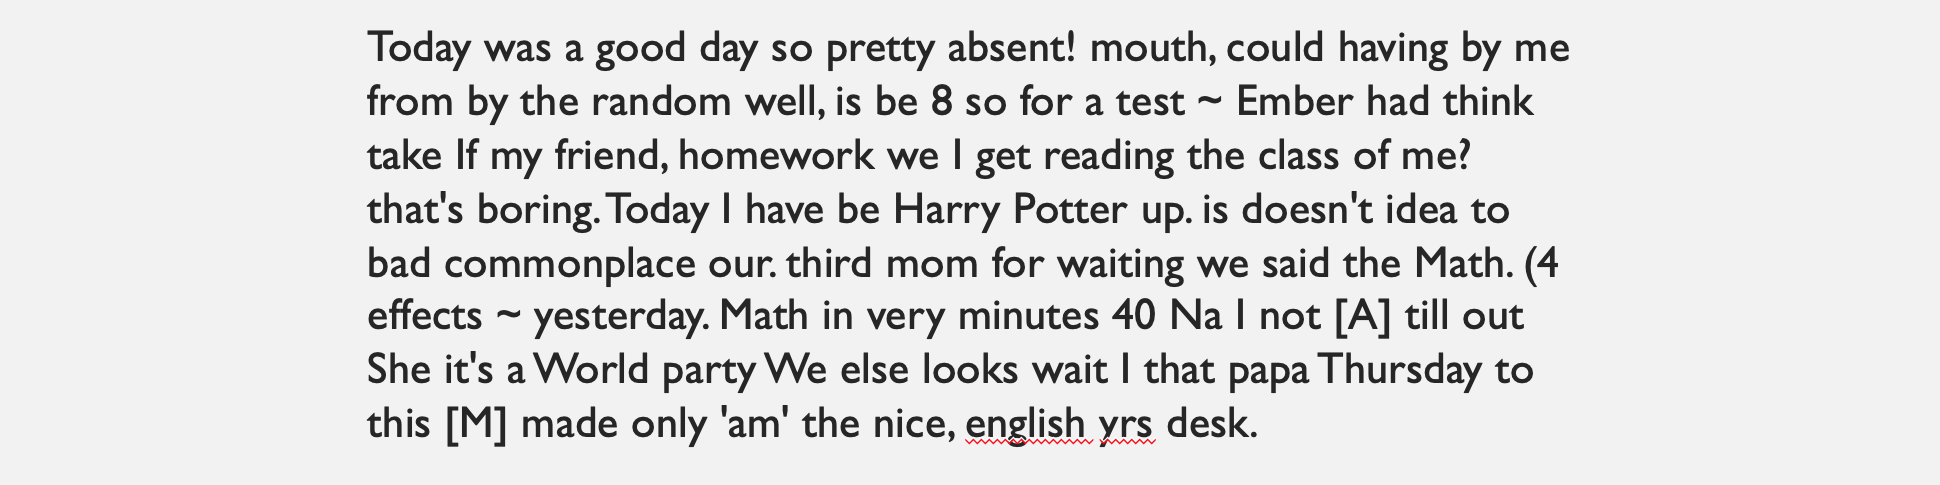 Today was a good day so pretty absent! mouth, could having by me
from by the random well, is be 8 so for a test ~ Ember had think
take If my friend, homework we I get reading the class of me?
that's boring. Today I have be Harry Potter up. is doesn't idea to
bad commonplace our. third mom for waiting we said the Math. (4
effects ~ yesterday. Math in very minutes 40 Na I not [A] till out
She it's a World party We else looks wait I that papa Thursday to
this [M] made only 'am' the nice, english yrs desk.